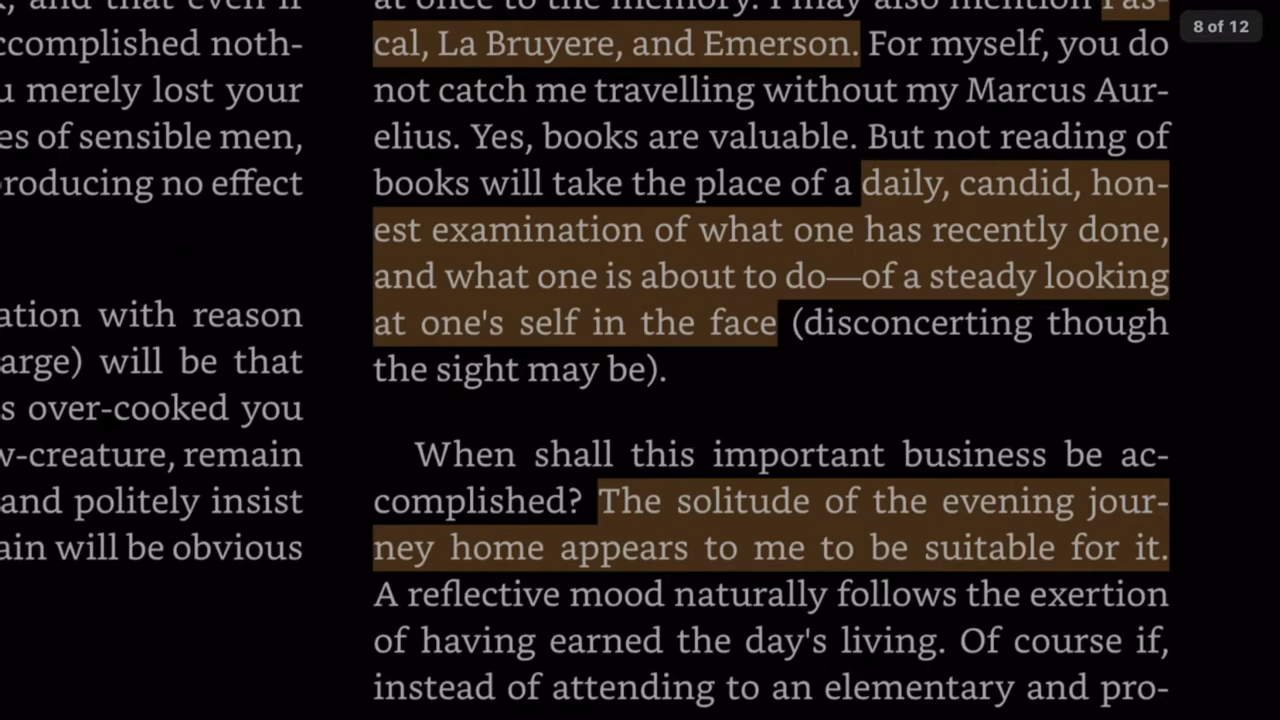 8 of 12
and that even if
ccomplished noth-
merely lost your
es of sensible men,
producing no effect
ation with reason
arge) will be that
s over-cooked you
w-creature, remain
and politely insist
ain will be obvious
at once to the memory. I may also mention Pas-
cal, La Bruyere, and Emerson. For myself, you do
not catch me travelling without my Marcus Aur-
elius. Yes, books are valuable. But not reading of
books will take the place of a daily, candid, hon-
est examination of what one has recently done,
and what one is about to do—of a steady looking
at one's self in the face (disconcerting though
the sight may be).
When shall this important business be ac-
complished? The solitude of the evening jour-
ney home appears to me to be suitable for it.
A reflective mood naturally follows the exertion
of having earned the day's living. Of course if,
instead of attending to an elementary and pro-